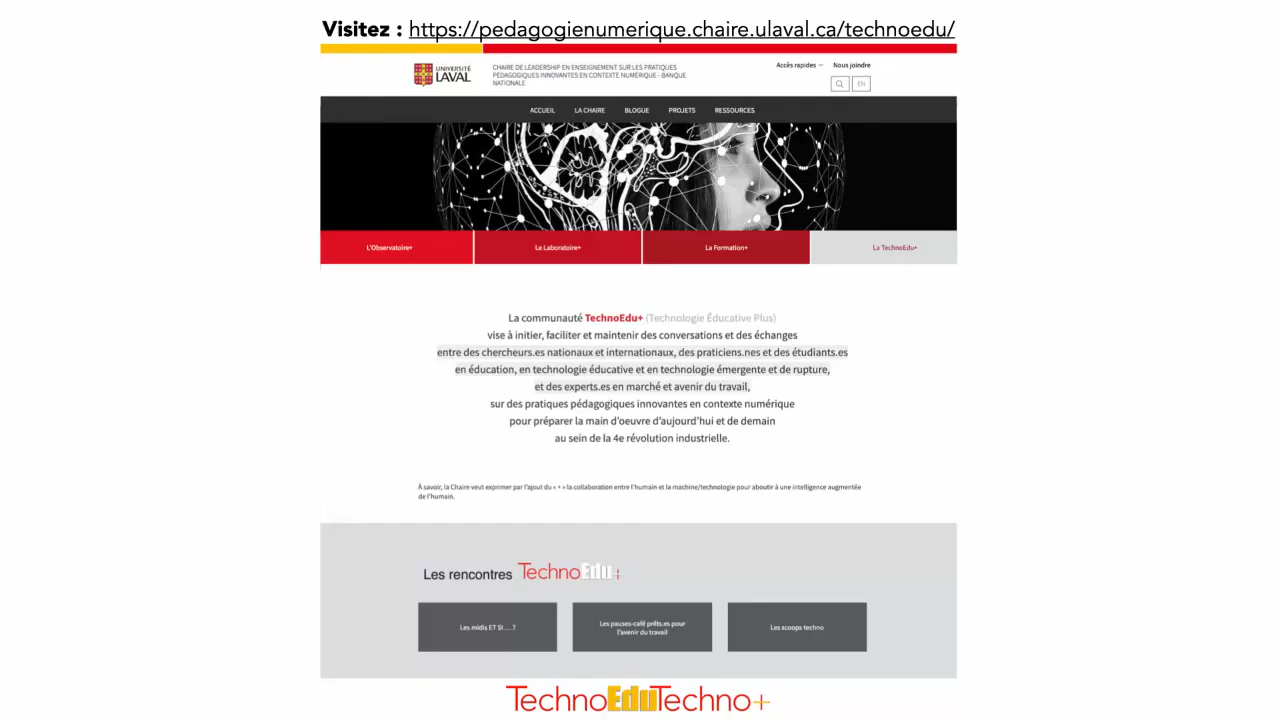 Visitez : https://pedagogienumerique.chaire.ulaval.ca/technoedu/
UNIVERSITÉ
LAVAL
CHAIRE DE LEADERSHIP EN ENSEIGNEMENT SUR LES PRATIQUES
PÉDAGOGIQUES INNOVANTES EN CONTEXTE NUMÉRIQUE - BANQUE
NATIONALE
Accès rapides
Nous joindre
EN
ACCUEIL LA CHAIRE BLOGUE PROJETS RESSOURCES
L'Observatoire+ Le Laboratoire+ La Formation+ La TechnoEdu+
La communauté TechnoEdu+ (Technologie Éducative Plus)
vise à initier, faciliter et maintenir des conversations et des échanges
entre des chercheurs.es nationaux et internationaux, des praticiens.nes et des étudiants.es
en éducation, en technologie éducative et en technologie émergente et de rupture,
et des experts.es en marché et avenir du travail,
sur des pratiques pédagogiques innovantes en contexte numérique
pour préparer la main d'oeuvre d'aujourd'hui et de demain
au sein de la 4e révolution industrielle.
À savoir, la Chaire veut exprimer par l'ajout du « + » la collaboration entre l'humain et la machine/technologie pour aboutir à une intelligence augmentée
de l'humain.
Les rencontres TechnoEdu+
Les midis ET SI … ?
Les pauses-café prêts.es pour
l'avenir du travail
Les scoops techno
TechnoEduTechno+